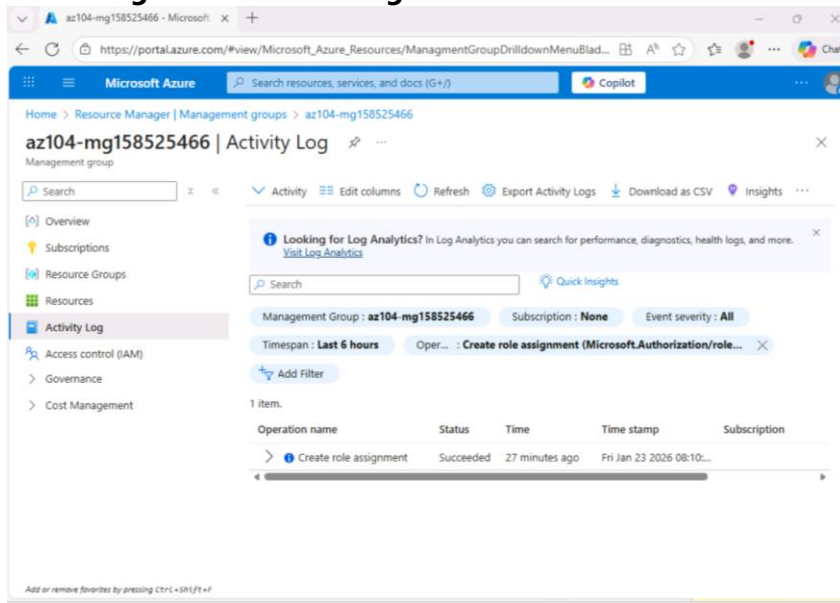 az104-mg158525466 - Microsoft
https://portal.azure.com/#view/Microsoft_Azure_Resources/ManagmentGroupDrilldownMenuBlad...
Microsoft Azure
Search resources, services, and docs (G+/)
Copilot
Home > Resource Manager | Management groups > az104-mg158525466
az104-mg158525466 | Activity Log
Management group
Search
Overview
Subscriptions
Resource Groups
Resources
Activity Log
Access control (IAM)
Governance
Cost Management
Activity Edit columns Refresh Export Activity Logs Download as CSV Insights
Looking for Log Analytics? In Log Analytics you can search for performance, diagnostics, health logs, and more.
Visit Log Analytics
Search Quick Insights
Management Group : az104-mg158525466 Subscription : None Event severity : All
Timespan : Last 6 hours Oper... : Create role assignment (Microsoft.Authorization/role...
Add Filter
1 item.
Operation name Status Time Time stamp Subscription
Create role assignment Succeeded 27 minutes ago Fri Jan 23 2026 08:10:...
Add or remove favorites by pressing Ctrl+Shift+F